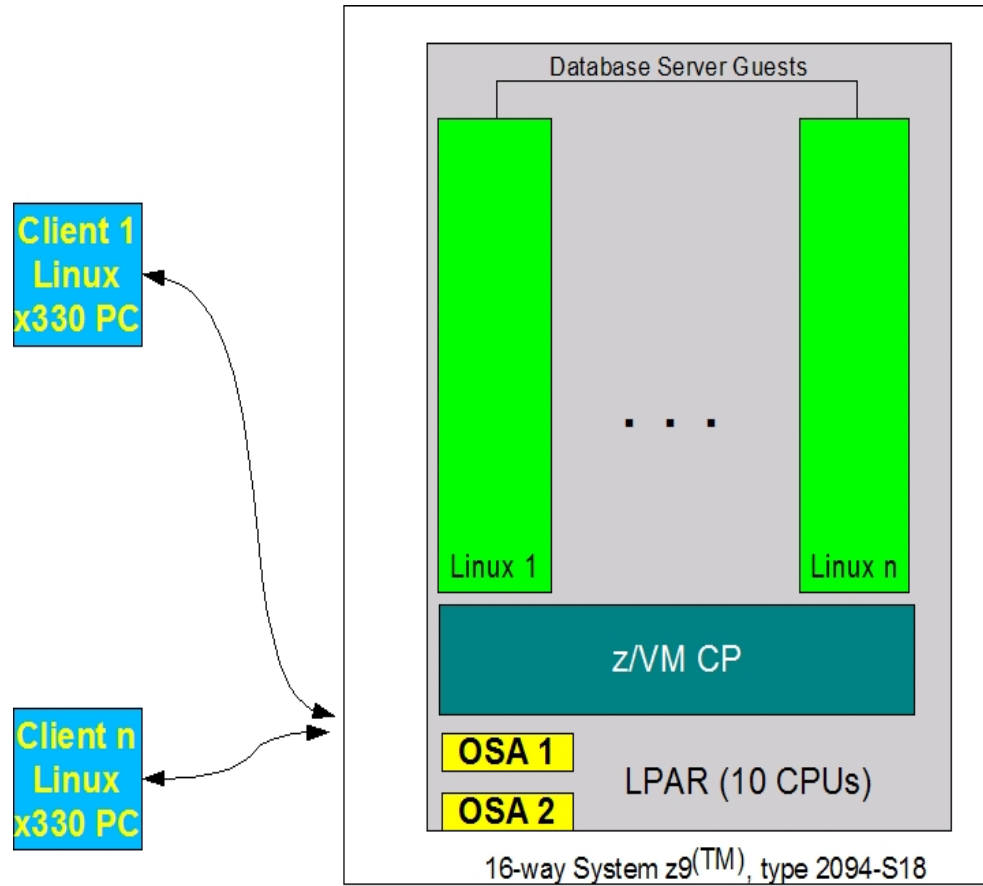 Database Server Guests
Client 1
Linux
x330 PC
. . .
Linux 1
Linux n
z/VM CP
Client n
Linux
x330 PC
OSA 1
OSA 2
LPAR (10 CPUs)
16-way System z9(TM), type 2094-S18